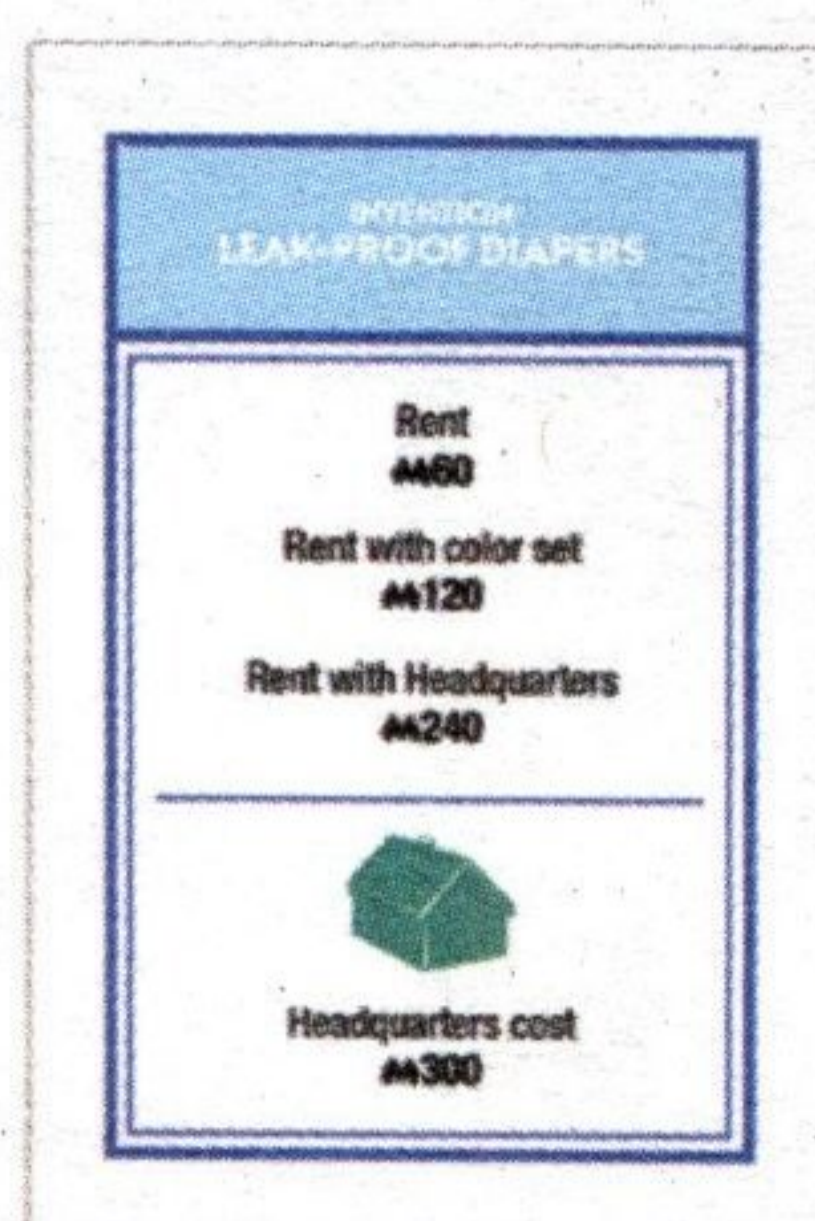 INVENTION:
LEAK-PROOF DIAPERS
Rent
M60
Rent with color set
M120
Rent with Headquarters
M240
Headquarters cost
M300